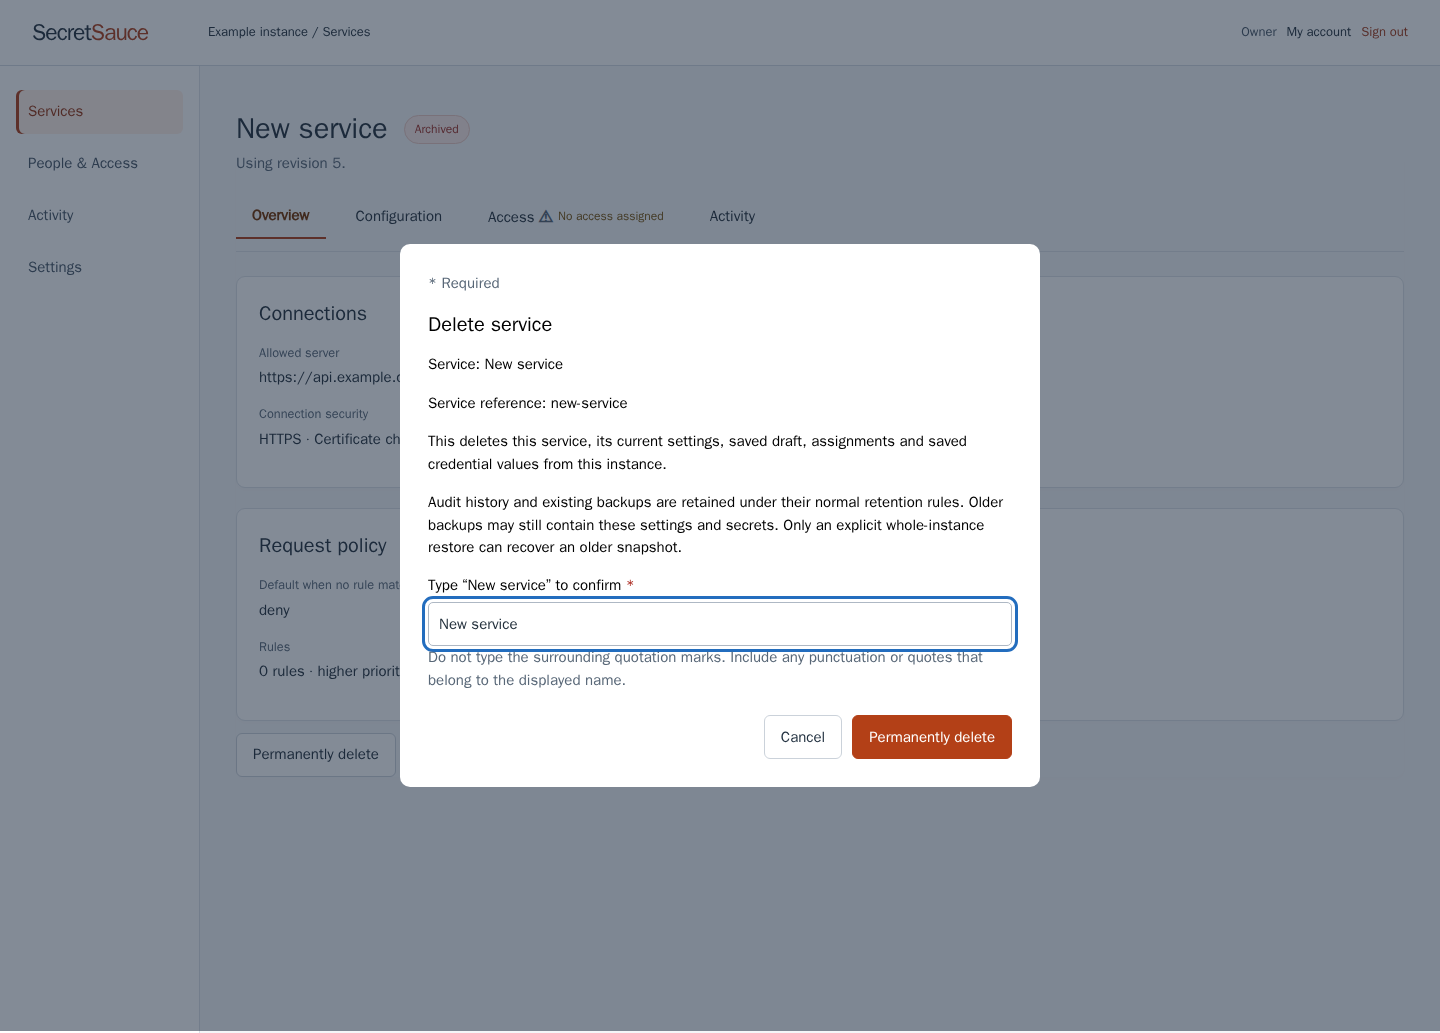 SecretSauce
Example instance / Services
Owner My account Sign out
Services
People & Access
Activity
Settings
New service Archived
Using revision 5.
Overview Configuration Access ⚠ No access assigned Activity
Connections
Allowed server
https://api.example.
Connection security
HTTPS · Certificate ch
Request policy
Default when no rule mat
deny
Rules
0 rules · higher priorit
Permanently delete
* Required
Delete service
Service: New service
Service reference: new-service
This deletes this service, its current settings, saved draft, assignments and saved
credential values from this instance.
Audit history and existing backups are retained under their normal retention rules. Older
backups may still contain these settings and secrets. Only an explicit whole-instance
restore can recover an older snapshot.
Type “New service” to confirm *
New service
Do not type the surrounding quotation marks. Include any punctuation or quotes that
belong to the displayed name.
Cancel Permanently delete